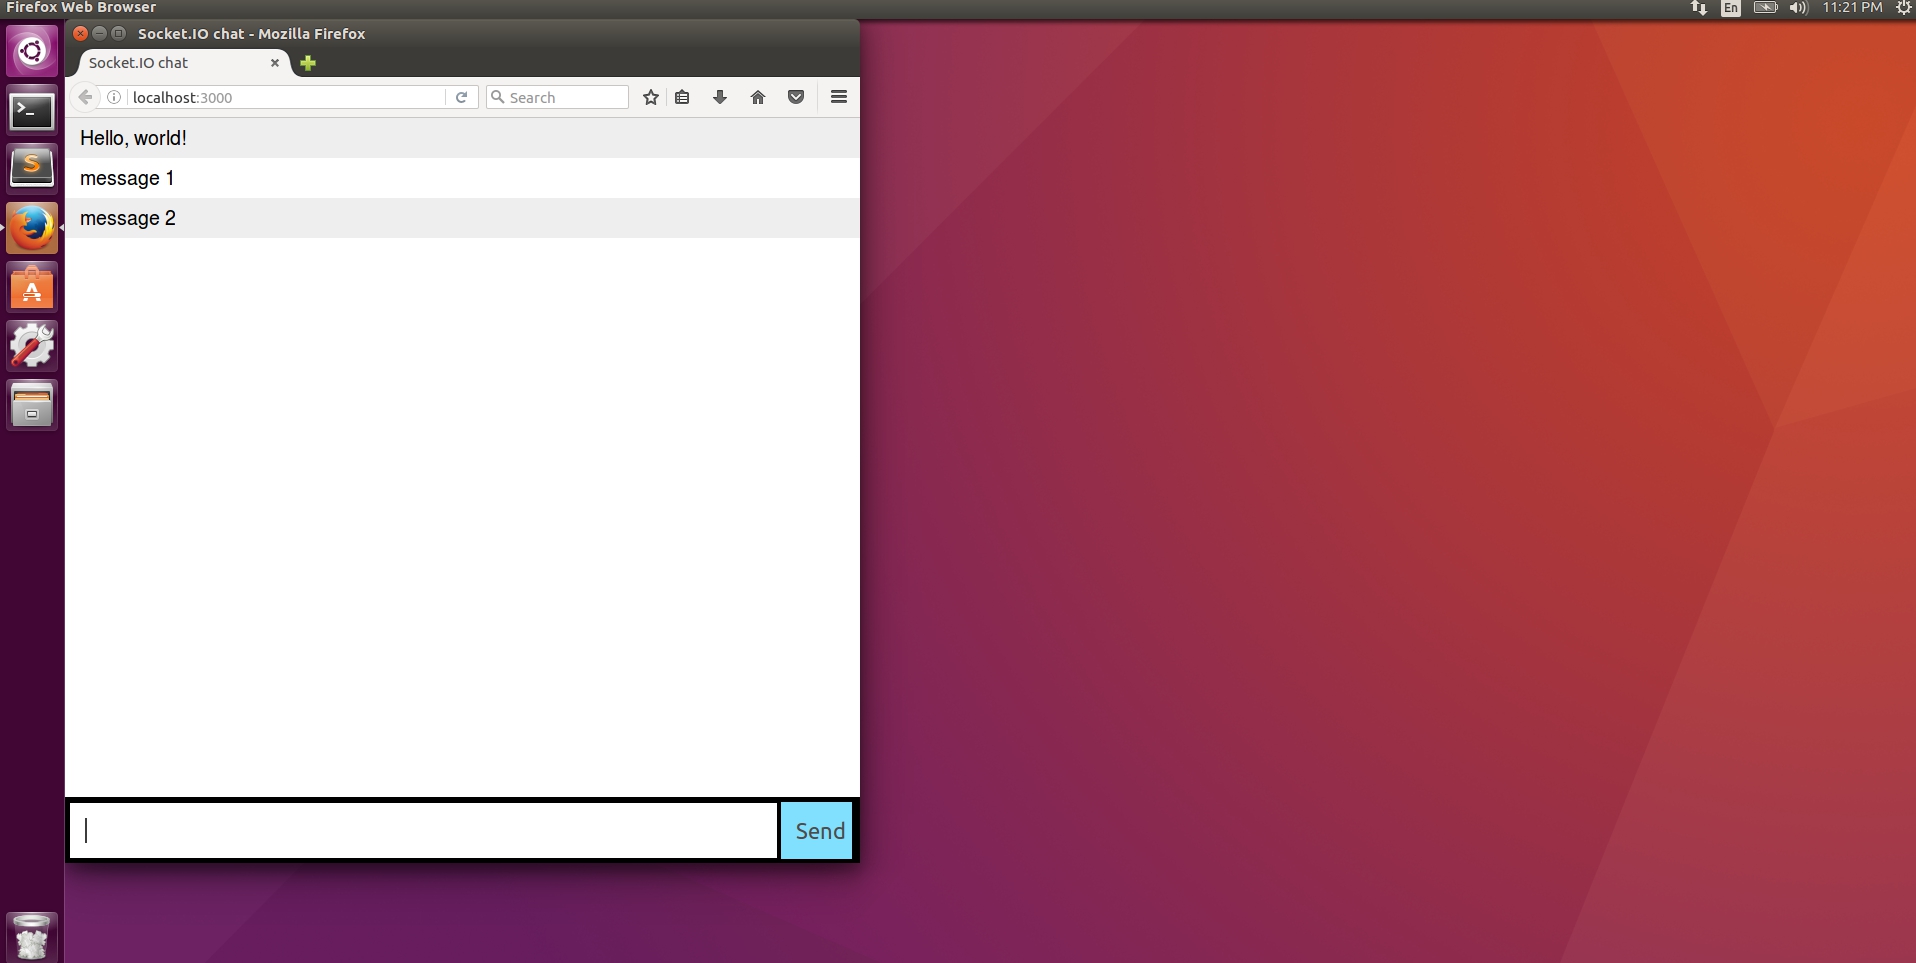 Firefox Web Browser
En
11:21 PM
Socket.IO chat - Mozilla Firefox
Socket.IO chat
localhost:3000
Search
Hello, world!
message 1
message 2
Send